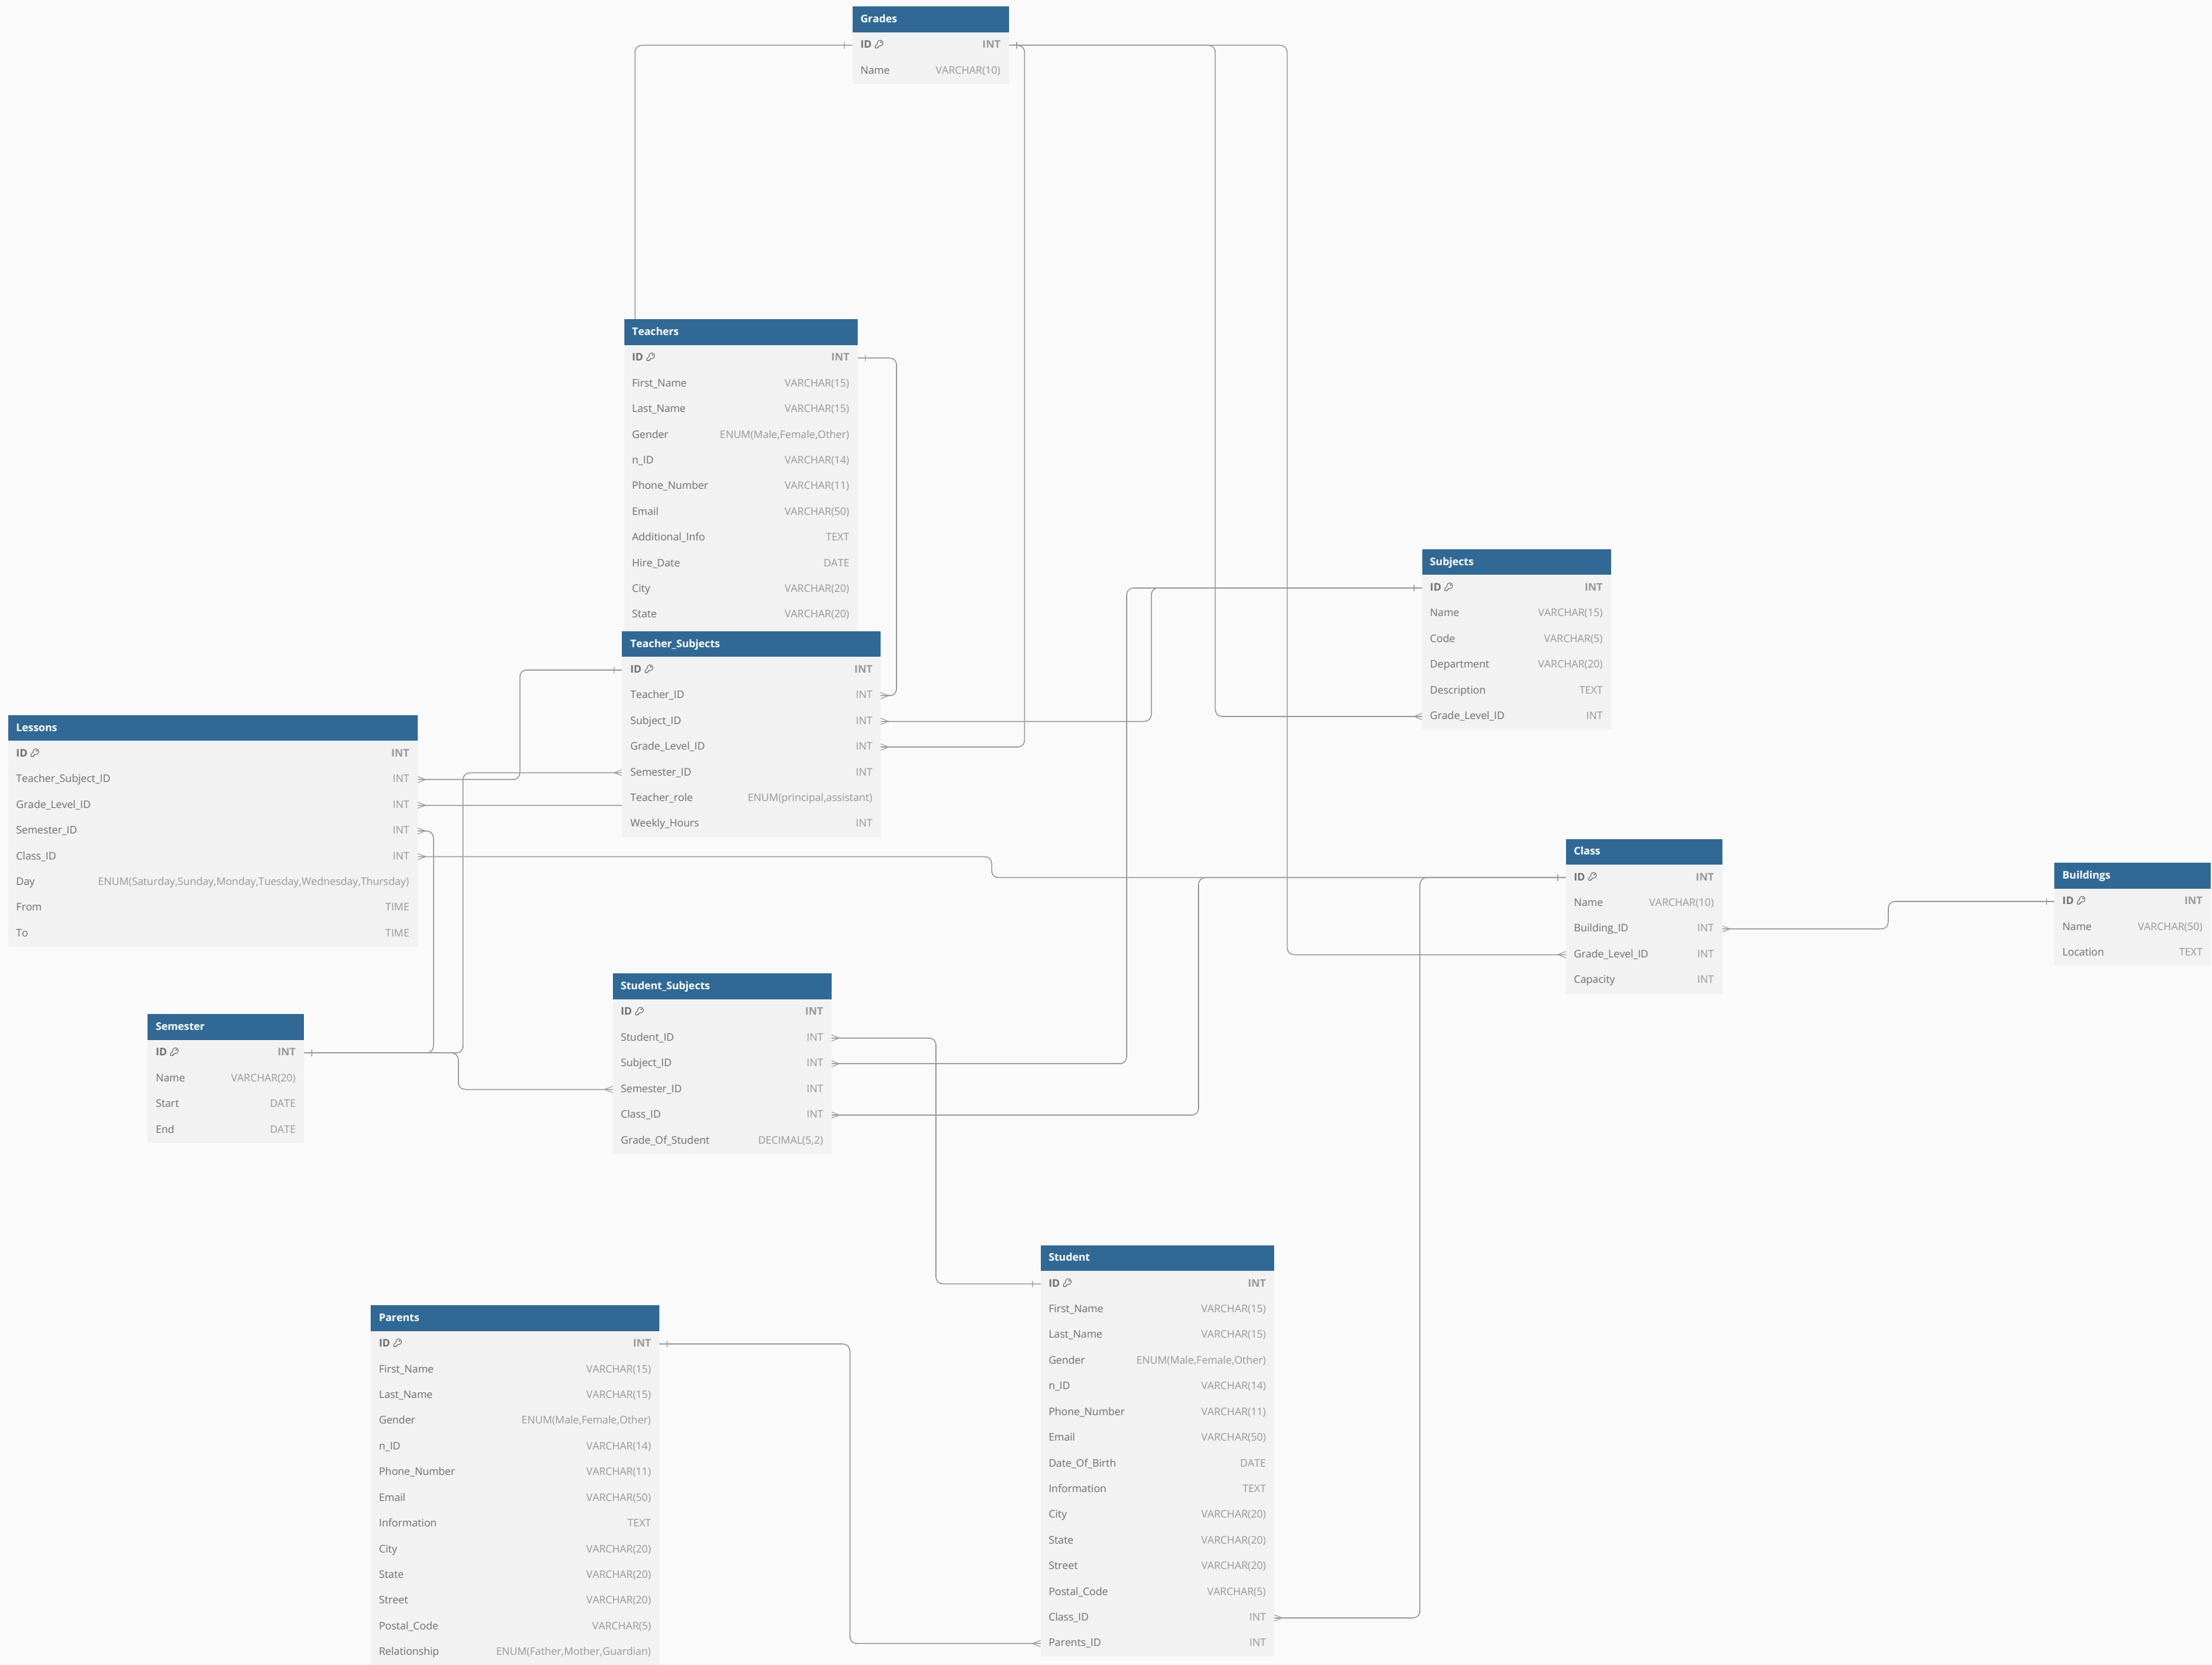 Grades
ID INT
Name VARCHAR(10)
Teachers
ID INT
First_Name VARCHAR(15)
Last_Name VARCHAR(15)
Gender ENUM(Male,Female,Other)
n_ID VARCHAR(14)
Phone_Number VARCHAR(11)
Email VARCHAR(50)
Additional_Info TEXT
Hire_Date DATE
City VARCHAR(20)
State VARCHAR(20)
Teacher_Subjects
ID INT
Teacher_ID INT
Subject_ID INT
Grade_Level_ID INT
Semester_ID INT
Teacher_role ENUM(principal,assistant)
Weekly_Hours INT
Subjects
ID INT
Name VARCHAR(15)
Code VARCHAR(5)
Department VARCHAR(20)
Description TEXT
Grade_Level_ID INT
Lessons
ID INT
Teacher_Subject_ID INT
Grade_Level_ID INT
Semester_ID INT
Class_ID INT
Day ENUM(Saturday,Sunday,Monday,Tuesday,Wednesday,Thursday)
From TIME
To TIME
Class
ID INT
Name VARCHAR(10)
Building_ID INT
Grade_Level_ID INT
Capacity INT
Buildings
ID INT
Name VARCHAR(50)
Location TEXT
Student_Subjects
ID INT
Student_ID INT
Subject_ID INT
Semester_ID INT
Class_ID INT
Grade_Of_Student DECIMAL(5,2)
Semester
ID INT
Name VARCHAR(20)
Start DATE
End DATE
Student
ID INT
First_Name VARCHAR(15)
Last_Name VARCHAR(15)
Gender ENUM(Male,Female,Other)
n_ID VARCHAR(14)
Phone_Number VARCHAR(11)
Email VARCHAR(50)
Date_Of_Birth DATE
Information TEXT
City VARCHAR(20)
State VARCHAR(20)
Street VARCHAR(20)
Postal_Code VARCHAR(5)
Class_ID INT
Parents_ID INT
Parents
ID INT
First_Name VARCHAR(15)
Last_Name VARCHAR(15)
Gender ENUM(Male,Female,Other)
n_ID VARCHAR(14)
Phone_Number VARCHAR(11)
Email VARCHAR(50)
Information TEXT
City VARCHAR(20)
State VARCHAR(20)
Street VARCHAR(20)
Postal_Code VARCHAR(5)
Relationship ENUM(Father,Mother,Guardian)